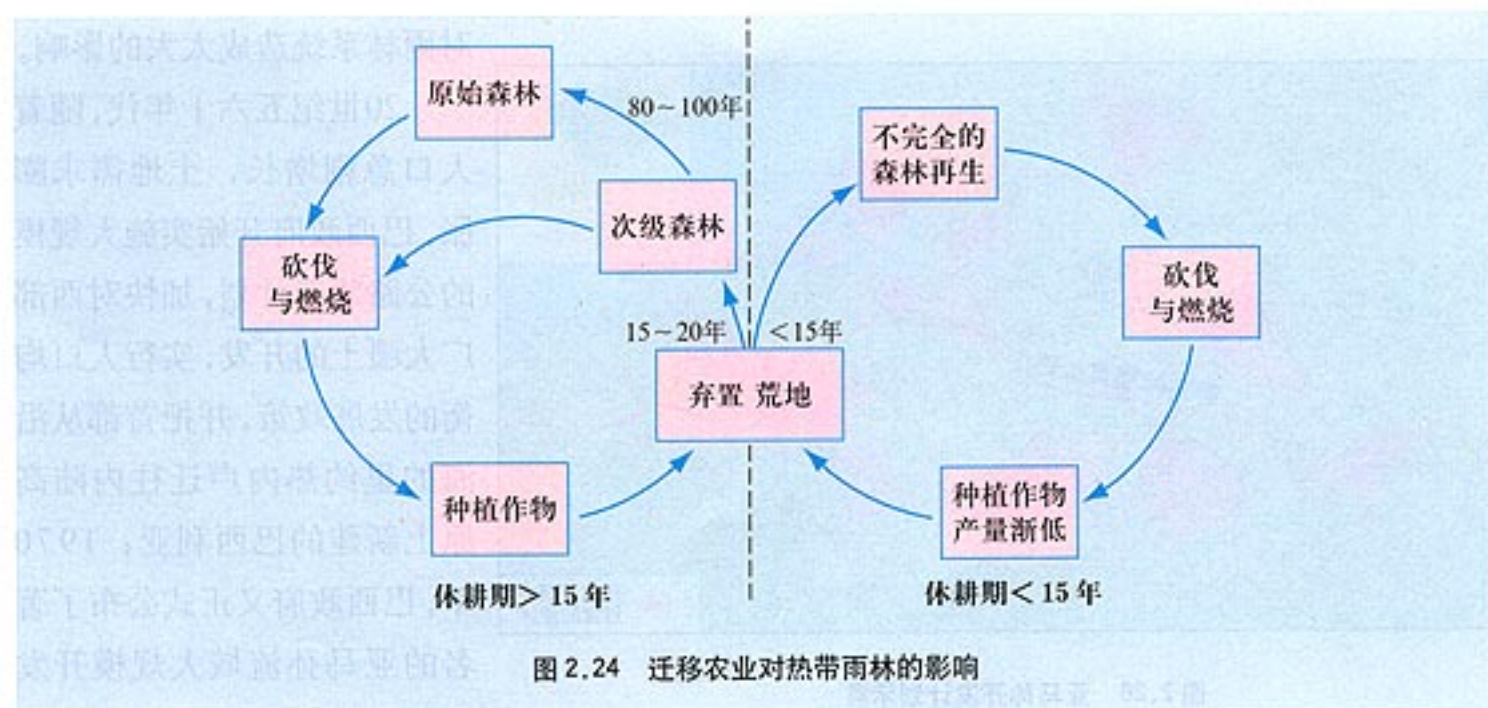 原始森林
80~100年
次级森林
砍伐
与燃烧
15~20年
种植作物
休耕期>15年
弃置 荒地
<15年
不完全的
森林再生
砍伐
与燃烧
种植作物
产量渐低
休耕期<15年
图2.24 迁移农业对热带雨林的影响